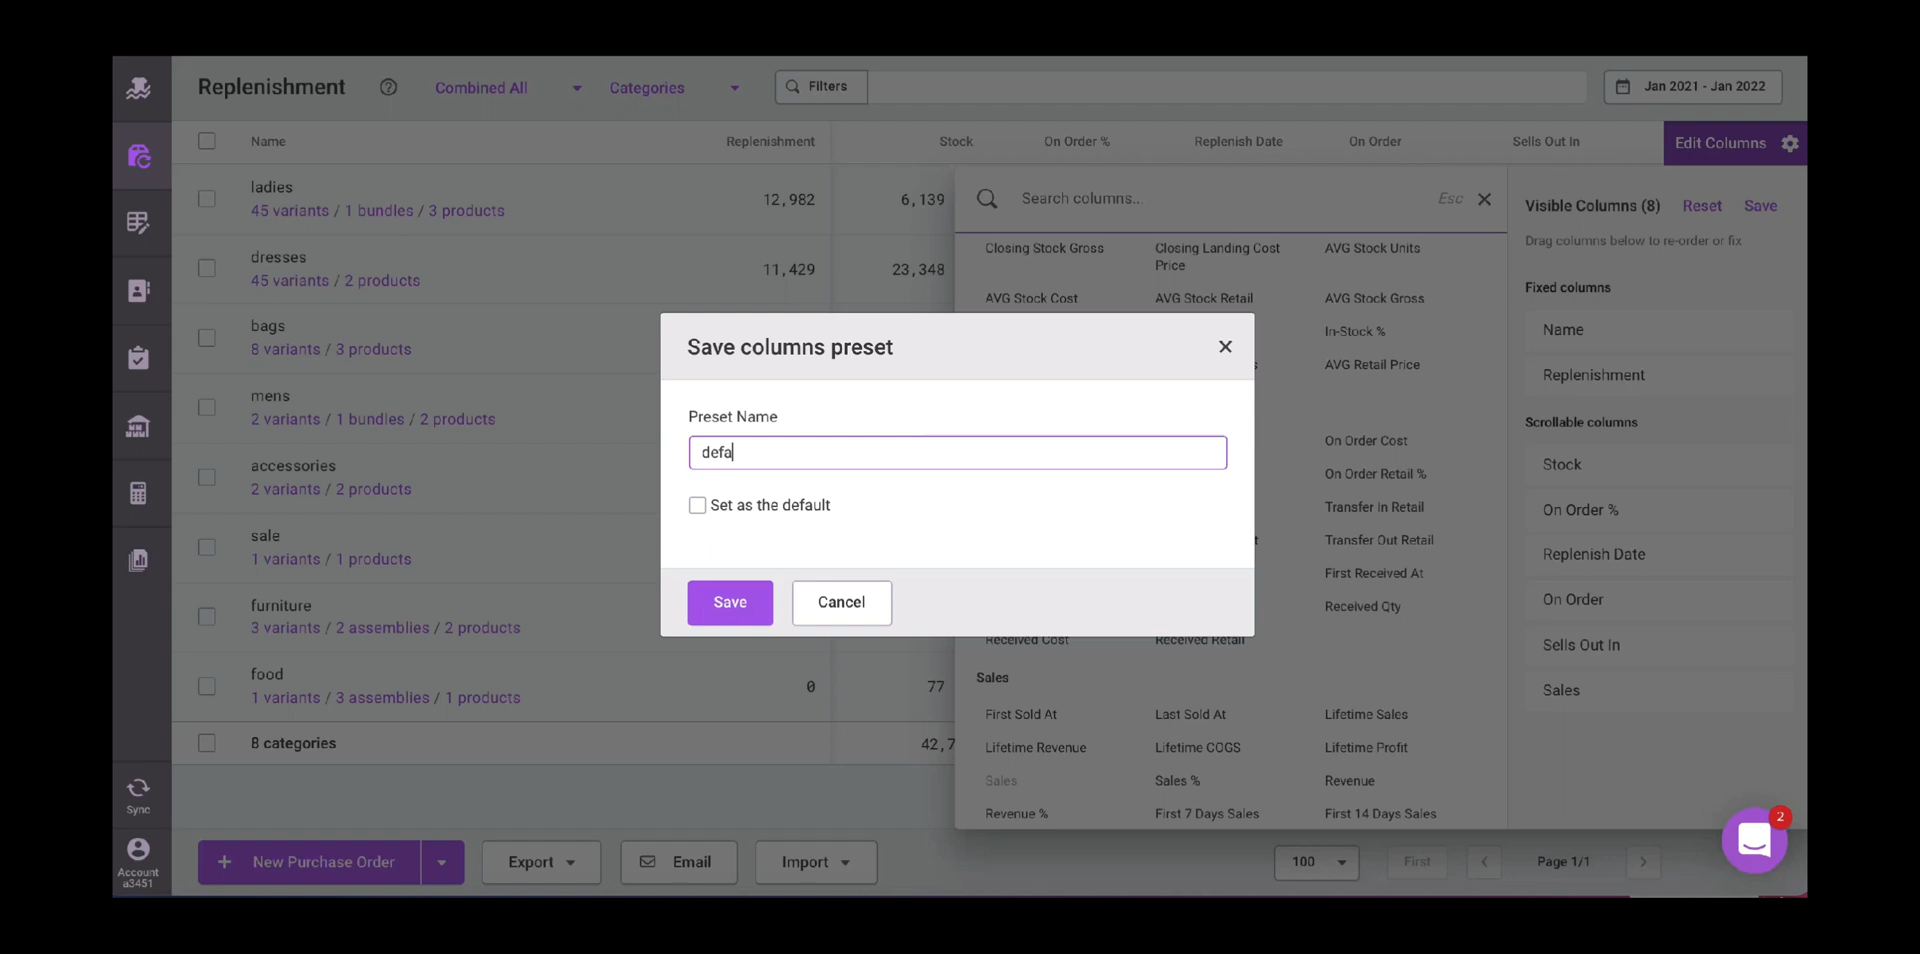 Replenishment
Combined All
Categories
Filters
Jan 2021 - Jan 2022
Name
Replenishment
Stock
On Order %
Replenish Date
On Order
Sells Out In
Edit Columns
ladies
45 variants / 1 bundles / 3 products
12,982
6,139
dresses
45 variants / 2 products
11,429
23,348
bags
8 variants / 3 products
mens
2 variants / 1 bundles / 2 products
accessories
2 variants / 2 products
sale
1 variants / 1 products
furniture
3 variants / 2 assemblies / 2 products
food
1 variants / 3 assemblies / 1 products
0
77
8 categories
42,7
Search columns...
Esc
Closing Stock Gross
Closing Landing Cost
Price
AVG Stock Units
AVG Stock Cost
AVG Stock Retail
AVG Stock Gross
In-Stock %
AVG Retail Price
On Order Cost
On Order Retail %
Transfer In Retail
Transfer Out Retail
First Received At
Received Qty
Received Cost
Received Retail
Sales
First Sold At
Last Sold At
Lifetime Sales
Lifetime Revenue
Lifetime COGS
Lifetime Profit
Sales
Sales %
Revenue
Revenue %
First 7 Days Sales
First 14 Days Sales
Visible Columns (8)
Reset
Save
Drag columns below to re-order or fix
Fixed columns
Name
Replenishment
Scrollable columns
Stock
On Order %
Replenish Date
On Order
Sells Out In
Sales
Save columns preset
Preset Name
defa
Set as the default
Save
Cancel
Sync
Account
a3451
New Purchase Order
Export
Email
Import
100
First
Page 1/1
2